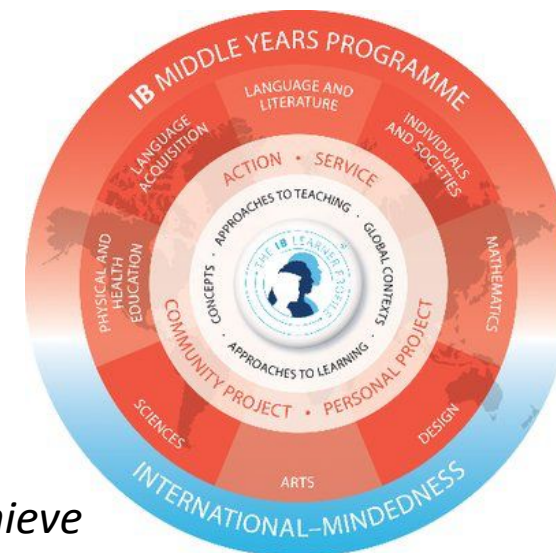 IB MIDDLE YEARS PROGRAMME
LANGUAGE AND
LITERATURE
INDIVIDUALS
AND SOCIETIES
MATHEMATICS
DESIGN
ARTS
SCIENCES
PHYSICAL AND
HEALTH
EDUCATION
LANGUAGE
ACQUISITION
ACTION • SERVICE
COMMUNITY PROJECT • PERSONAL PROJECT
APPROACHES TO TEACHING ·
GLOBAL CONTEXTS ·
APPROACHES TO LEARNING ·
CONCEPTS ·
THE IB LEARNER PROFILE
INTERNATIONAL–MINDEDNESS